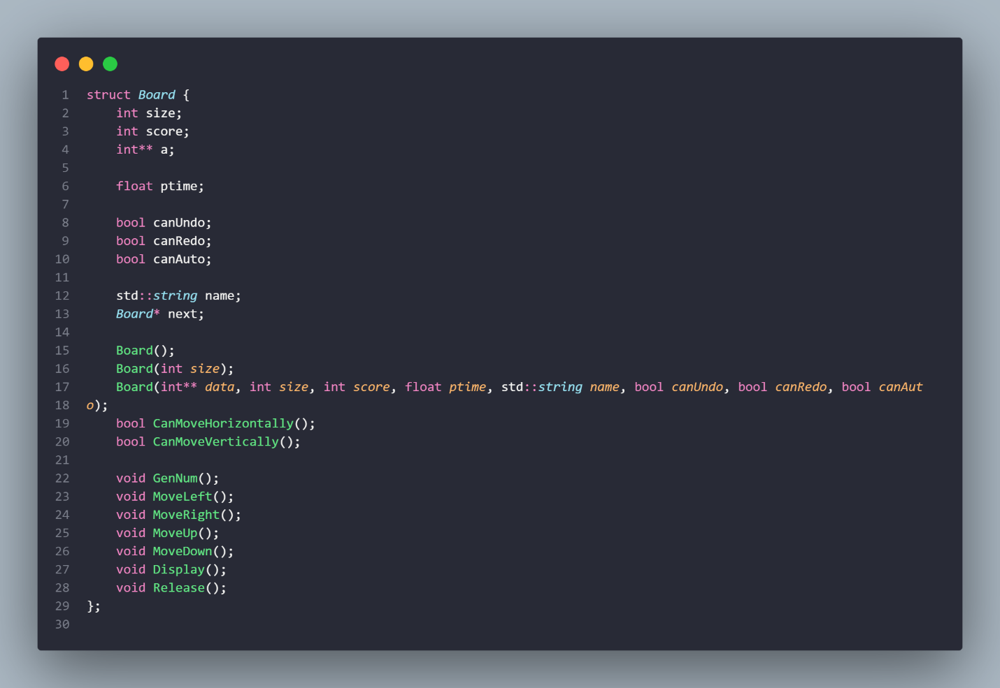 1 struct Board {
2     int size;
3     int score;
4     int** a;
5
6     float ptime;
7
8     bool canUndo;
9     bool canRedo;
10     bool canAuto;
11
12     std::string name;
13     Board* next;
14
15     Board();
16     Board(int size);
17     Board(int** data, int size, int score, float ptime, std::string name, bool canUndo, bool canRedo, bool canAut
18 o);
19     bool CanMoveHorizontally();
20     bool CanMoveVertically();
21
22     void GenNum();
23     void MoveLeft();
24     void MoveRight();
25     void MoveUp();
26     void MoveDown();
27     void Display();
28     void Release();
29 };
30